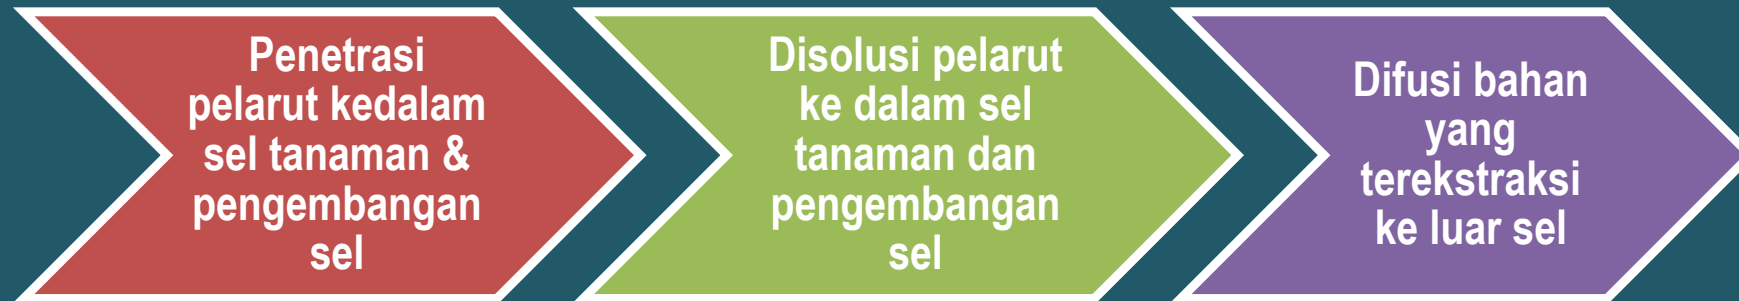 Penetrasi
pelarut kedalam
sel tanaman &
pengembangan
sel
Disolusi pelarut
ke dalam sel
tanaman dan
pengembangan
sel
Difusi bahan
yang
terekstraksi
ke luar sel